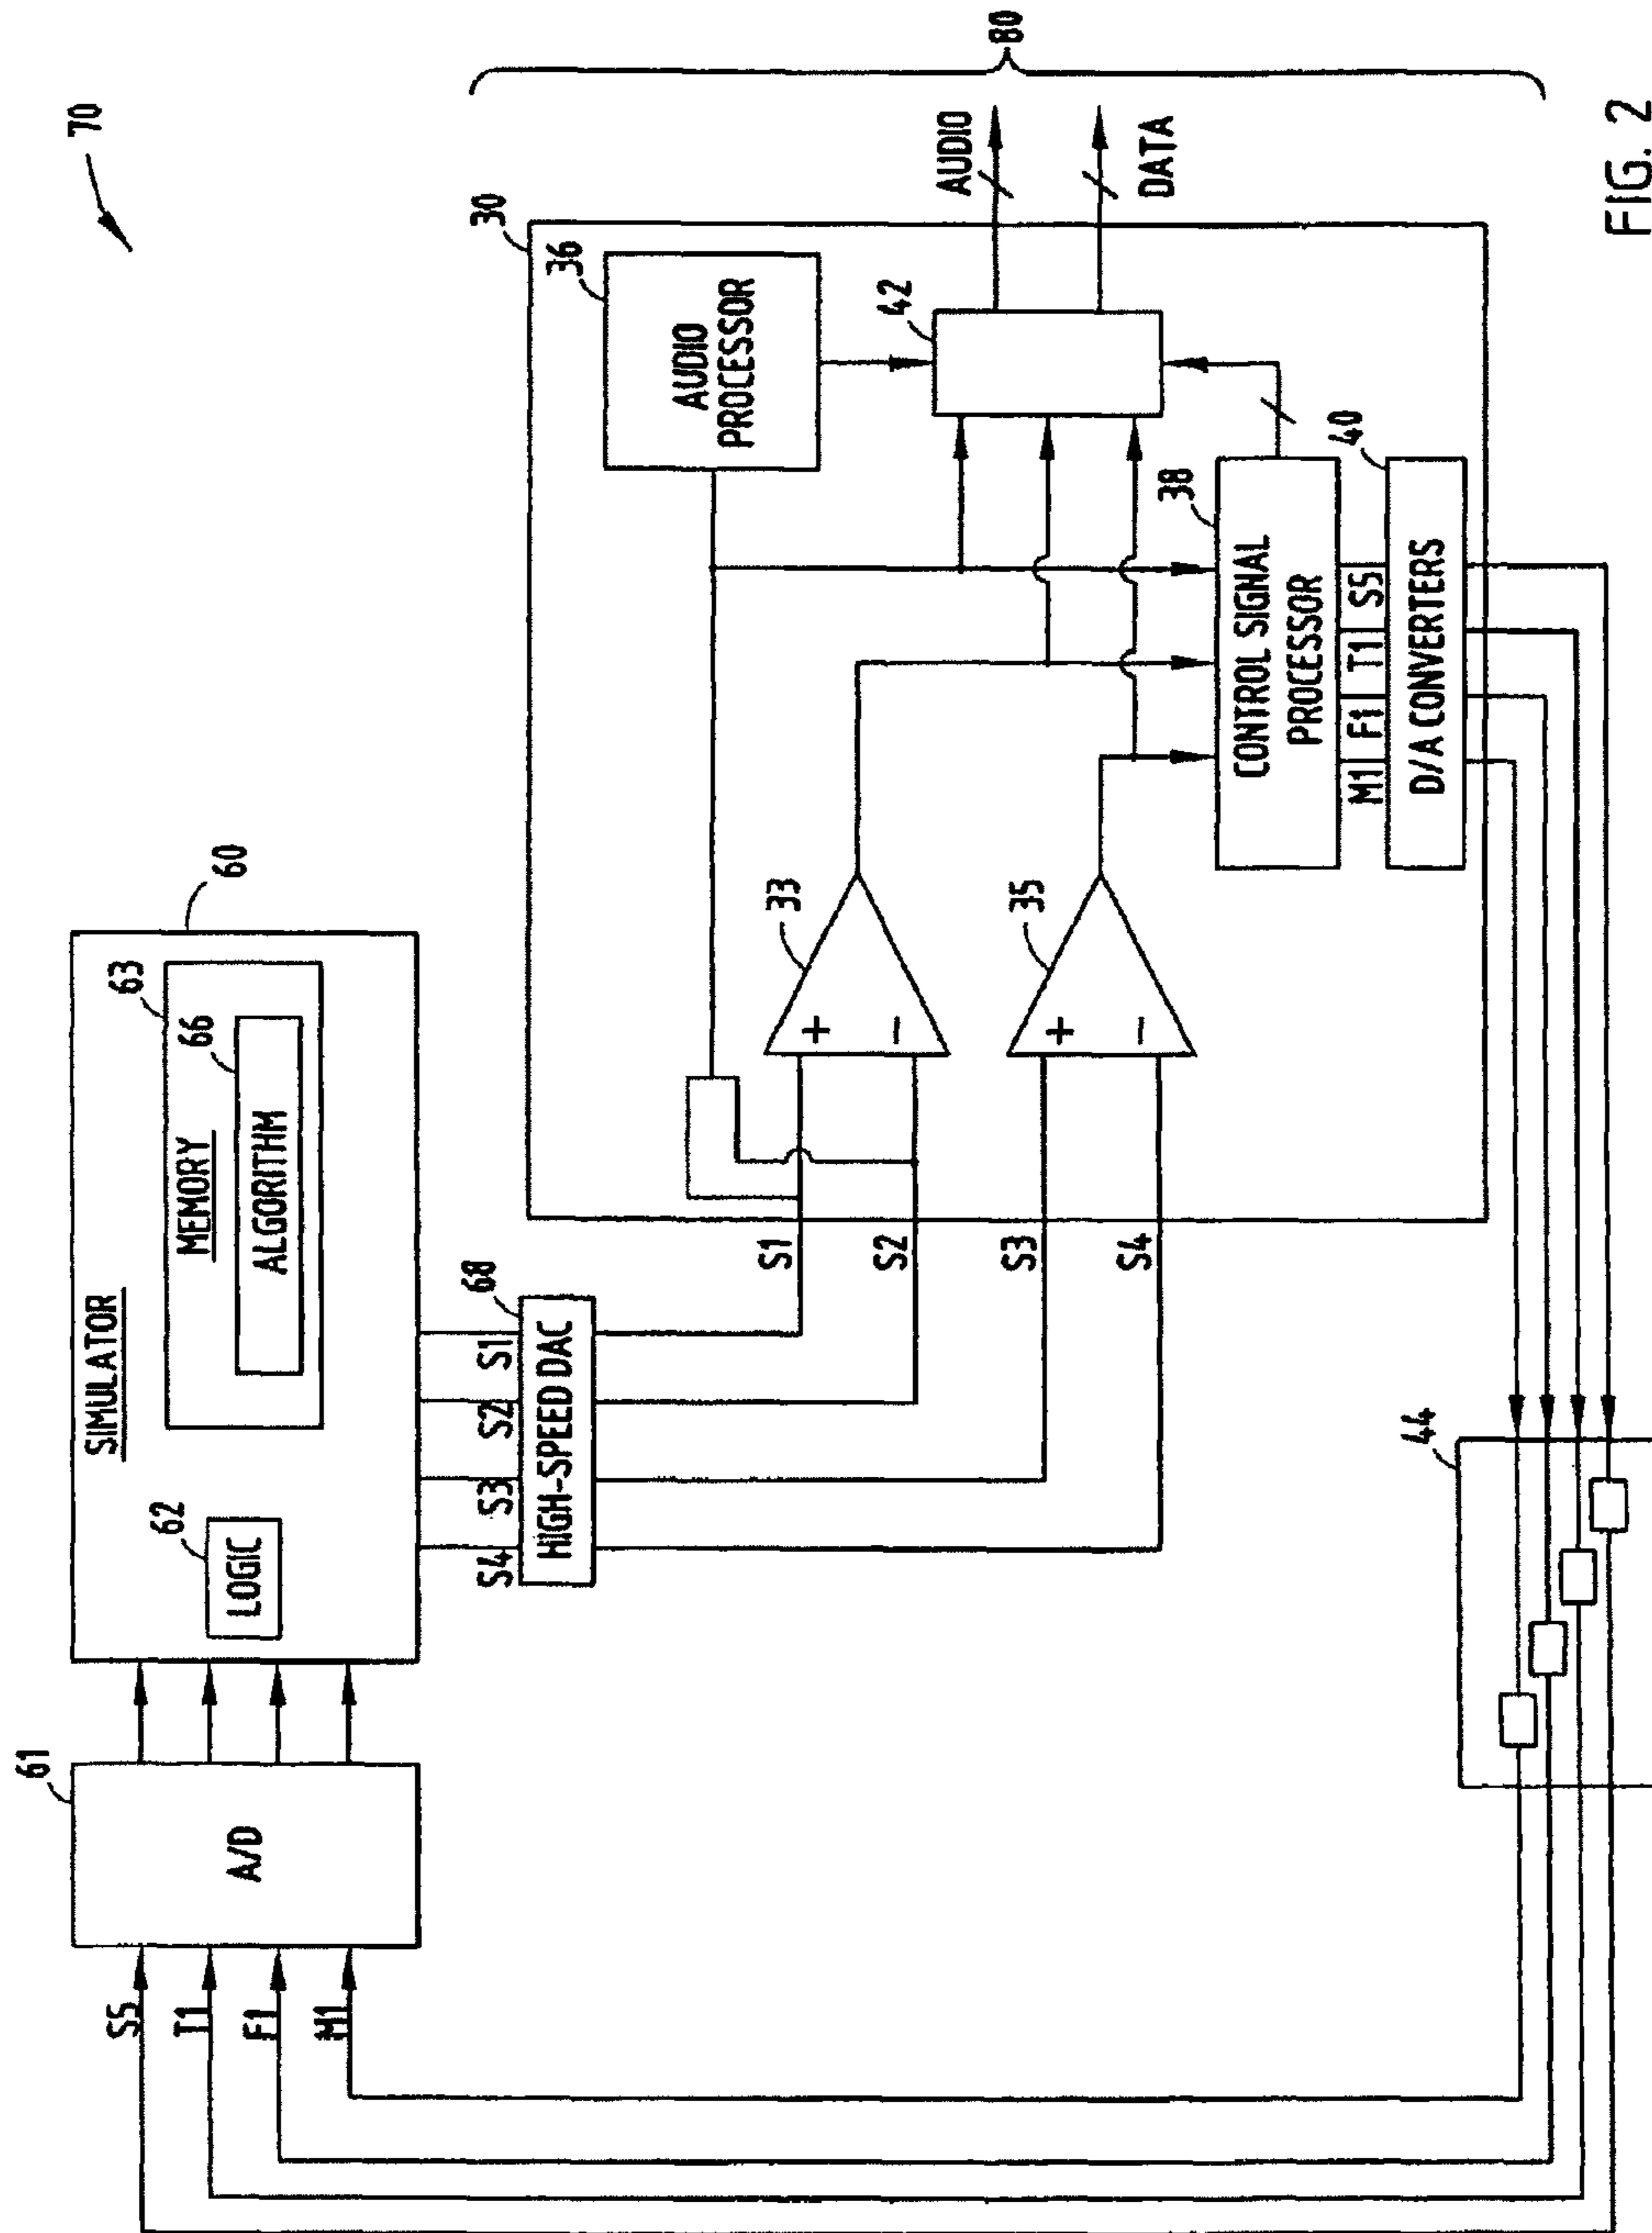 70
60
SIMULATOR
63
MEMORY
66
ALGORITHM
62
LOGIC
61
A/D
S5
T1
F1
M1
S4
S3
S2
S1
68
HIGH-SPEED DAC
S1
S2
S3
S4
30
36
AUDIO
PROCESSOR
33
+
−
35
+
−
42
38
CONTROL SIGNAL
PROCESSOR
M1
F1
T1
S5
40
D/A CONVERTERS
AUDIO
DATA
80
44
FIG. 2